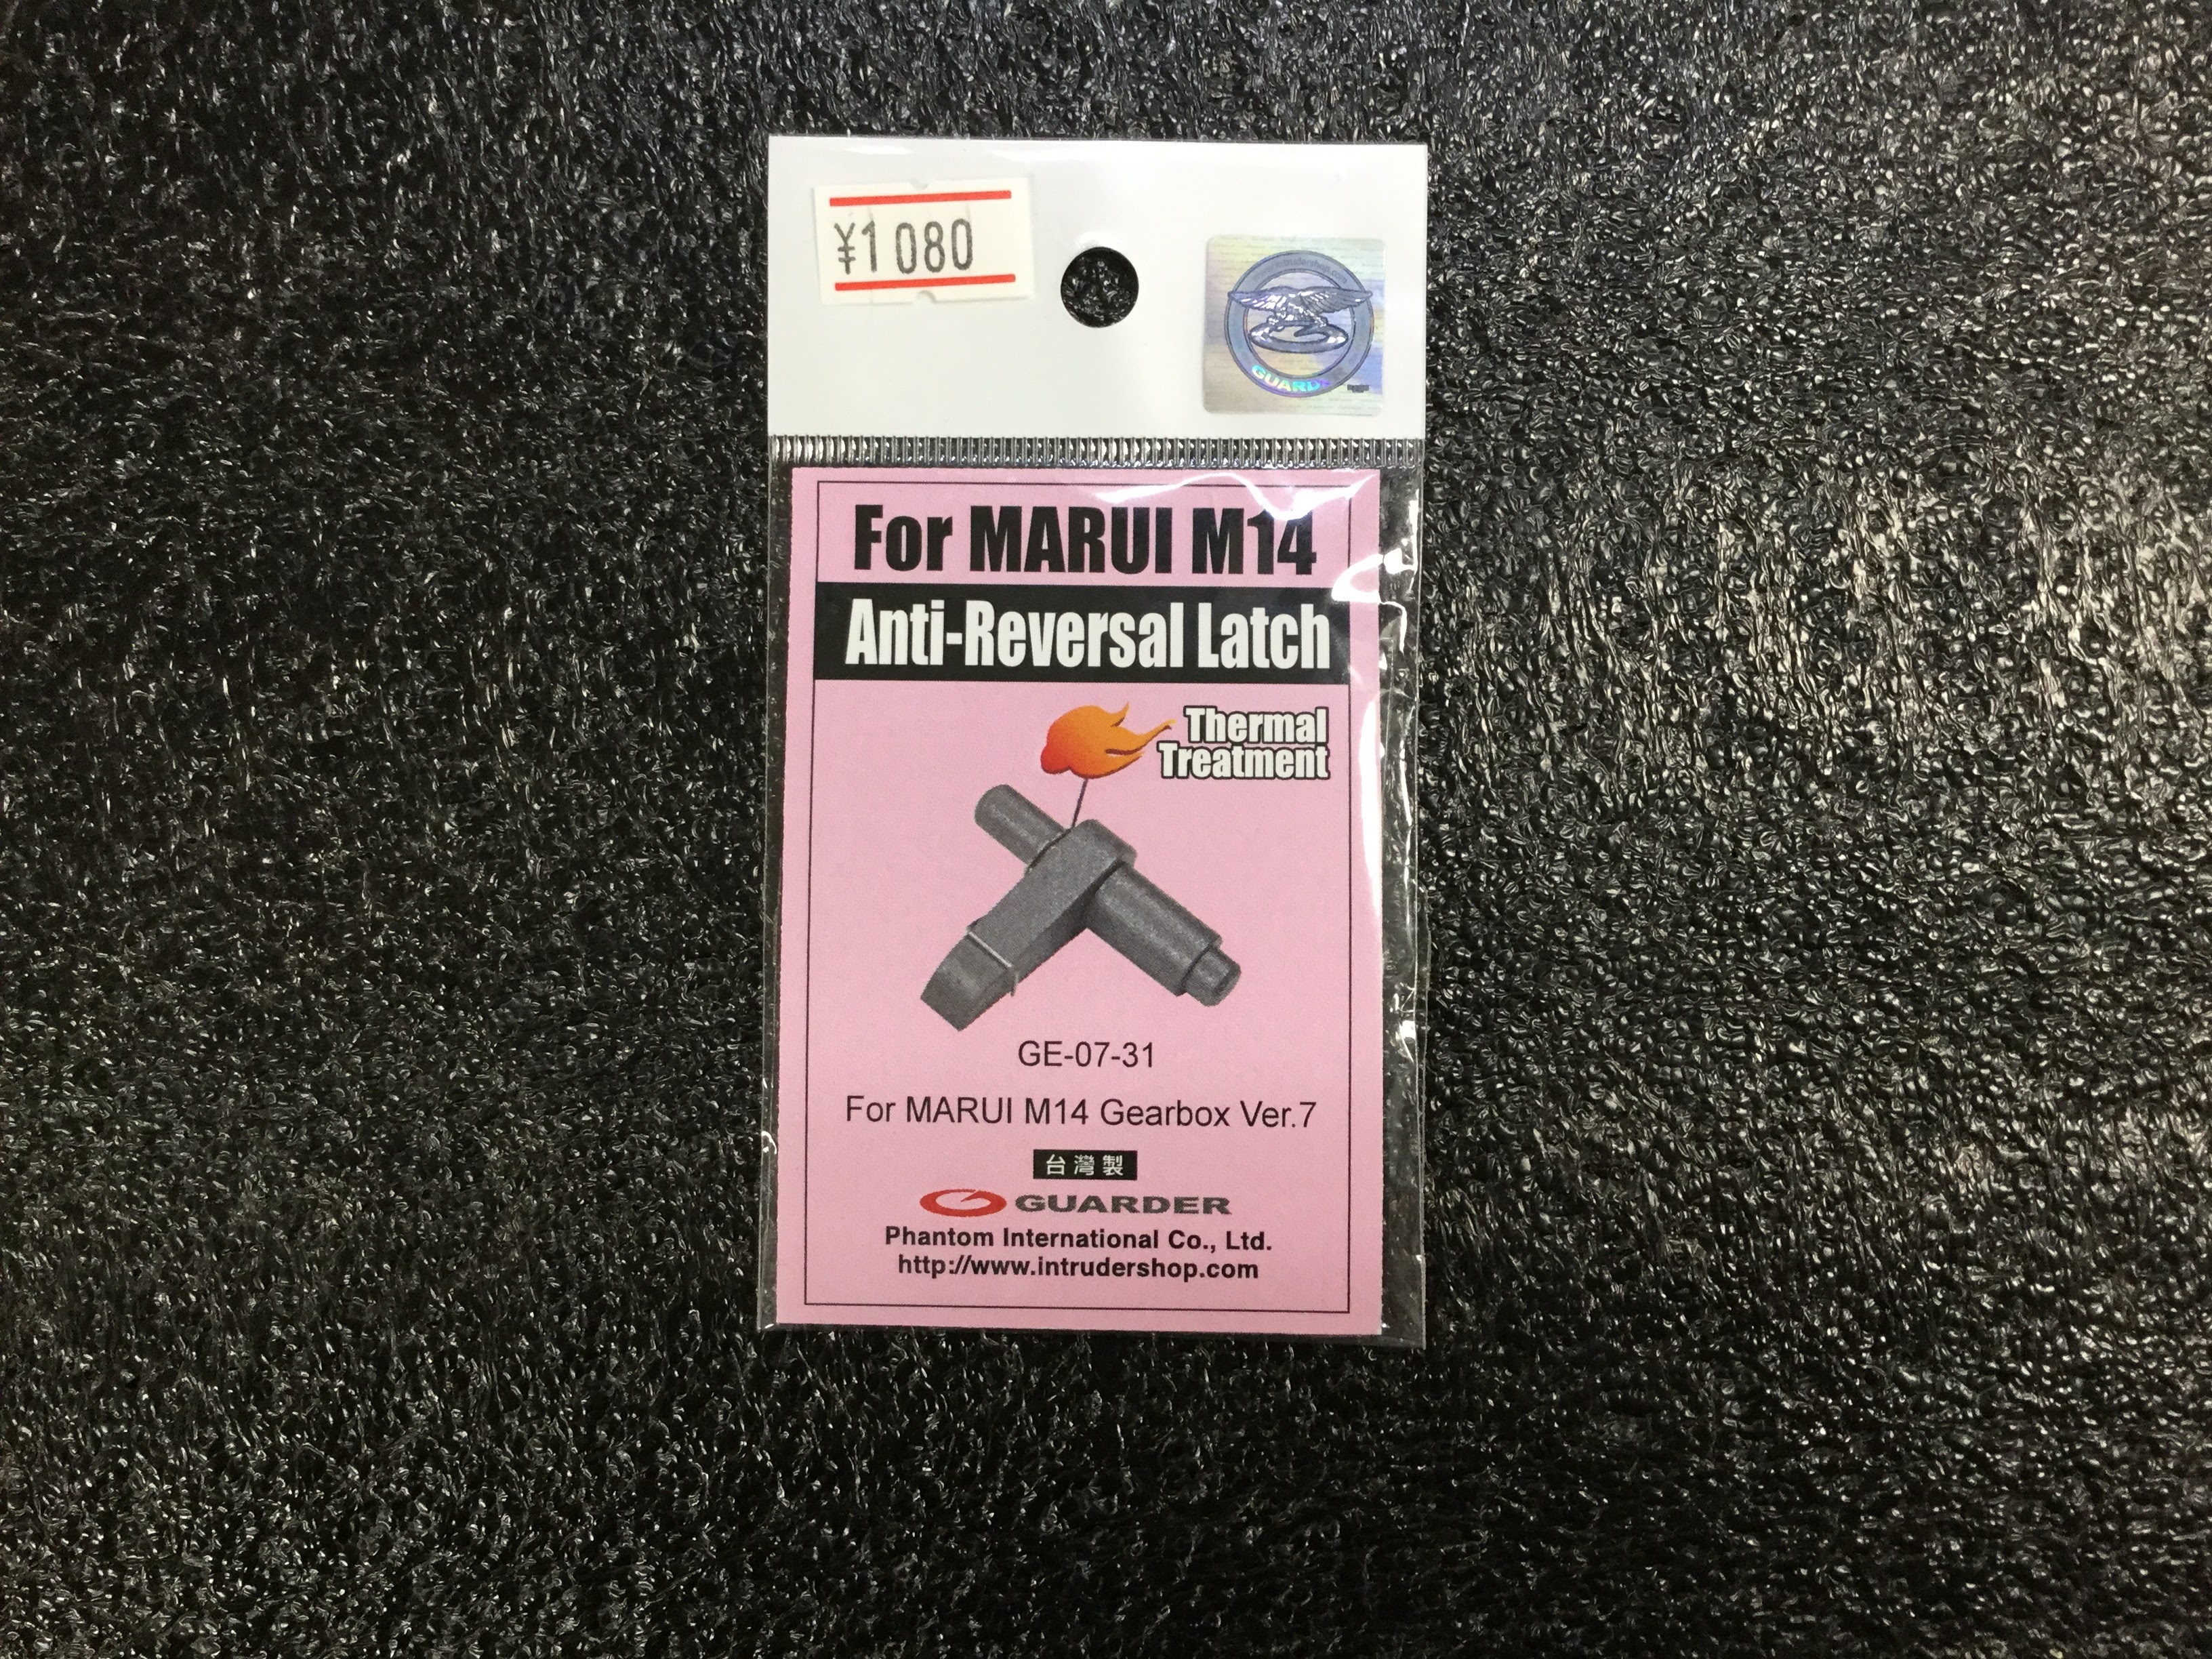 ¥1080
GUARD
For MARUI M14
Anti-Reversal Latch
Thermal
Treatment
GE-07-31
For MARUI M14 Gearbox Ver.7
台灣製
GUARDER
Phantom International Co., Ltd.
http://www.intrudershop.com